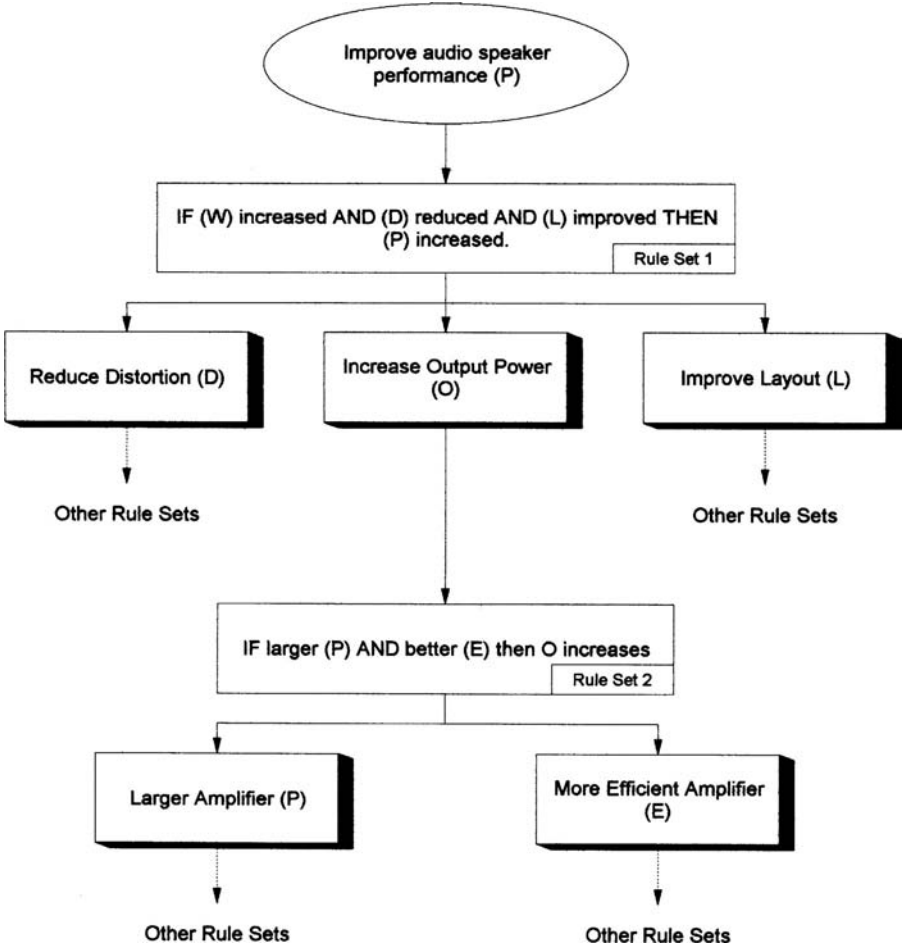 Improve audio speaker
performance (P)
IF (W) increased AND (D) reduced AND (L) improved THEN
(P) increased.
Rule Set 1
Reduce Distortion (D)
Increase Output Power
(O)
Improve Layout (L)
Other Rule Sets
Other Rule Sets
IF larger (P) AND better (E) then O increases
Rule Set 2
Larger Amplifier (P)
More Efficient Amplifier
(E)
Other Rule Sets
Other Rule Sets